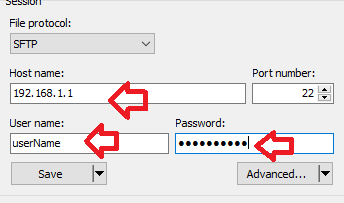 Session
File protocol:
SFTP
Host name: Port number:
192.168.1.1 22
User name: Password:
userName ●●●●●●●●●●
Save Advanced...